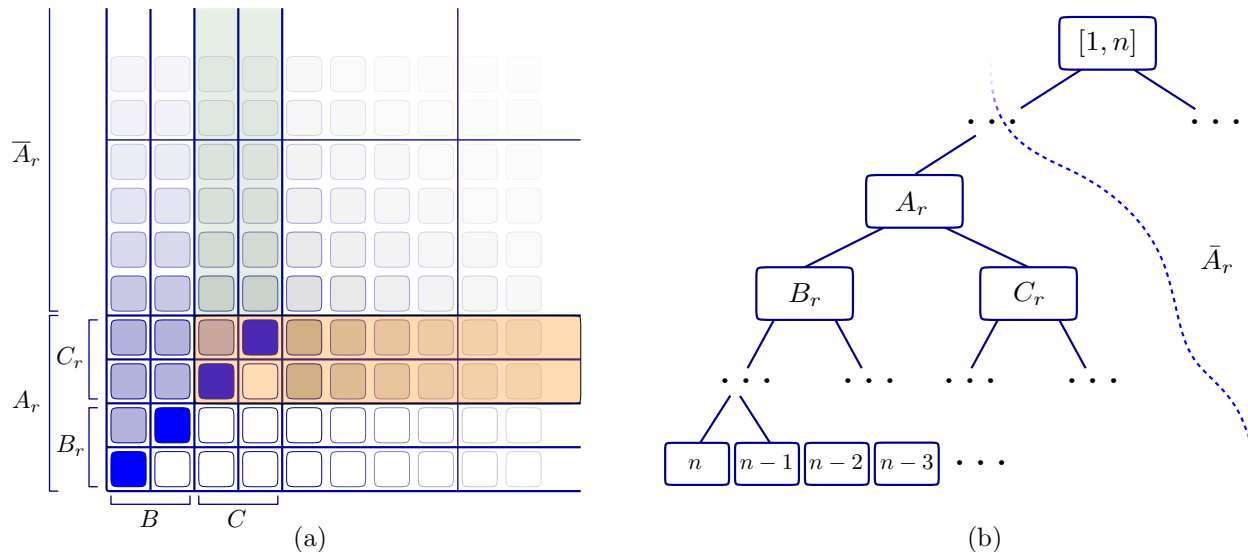 $\overline{A}_r$
$C_r$
$A_r$
$B_r$
$B$ $C$
(a)
$[1, n]$
· · · · · ·
$A_r$
$\bar{A}_r$
$B_r$ $C_r$
· · · · · · · · · · · ·
$n$ $n-1$ $n-2$ $n-3$ · · ·
(b)